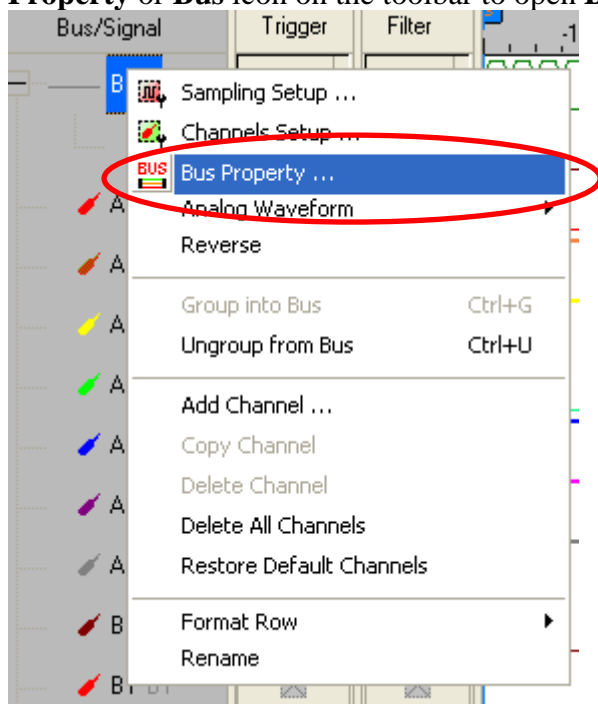 Property or Bus icon on the toolbar to open
Bus/Signal Trigger Filter
-1
B
Sampling Setup ...
Channels Setup ...
BUS Bus Property ...
A Analog Waveform
Reverse
A
Group into Bus Ctrl+G
A
Ungroup from Bus Ctrl+U
A
Add Channel ...
A Copy Channel
Delete Channel
A
Delete All Channels
A Restore Default Channels
B Format Row
Rename
B1 B1